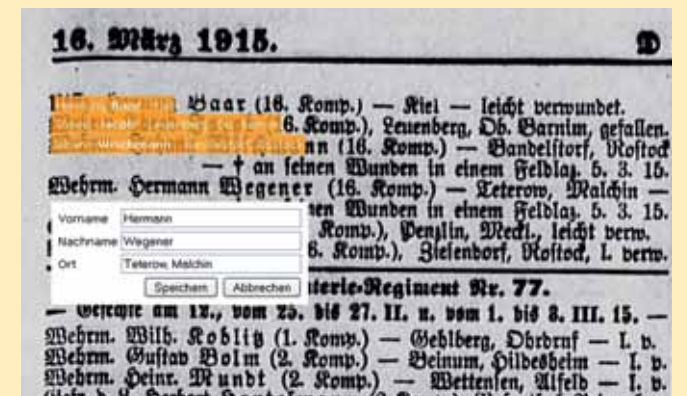 16. März 1915.
Baar (16. Komp.) — Kiel — leicht verwundet.
6. Komp.), Leuenberg, Ob. Barnim, gefallen.
nn (16. Komp.) — Bandelstorf, Rostock
— † an seinen Wunden in einem Feldlaz. 5. 3. 15.
Wehrm. Hermann Wegener (16. Komp.) — Teterow, Malchin —
nen Wunden in einem Feldlaz. 5. 3. 15.
Vorname Hermann
Komp.), Penzlin, Meckl., leicht verw.
Nachname Wegener
6. Komp.), Bielendorf, Rostock, l. verw.
Ort Teterow, Malchin
Speichern Abbrechen
terie-Regiment Nr. 77.
— Gefechte am 12., vom 25. bis 27. II. u. vom 1. bis 8. III. 15. —
Wehrm. Wilh. Koblitz (1. Komp.) — Gehlberg, Ohrdruf — l. v.
Wehrm. Gustav Bolm (2. Komp.) — Beinum, Hildesheim — l. v.
Wehrm. Heinr. Mundt (2. Komp.) — Wettensen, Alfeld — l. v.